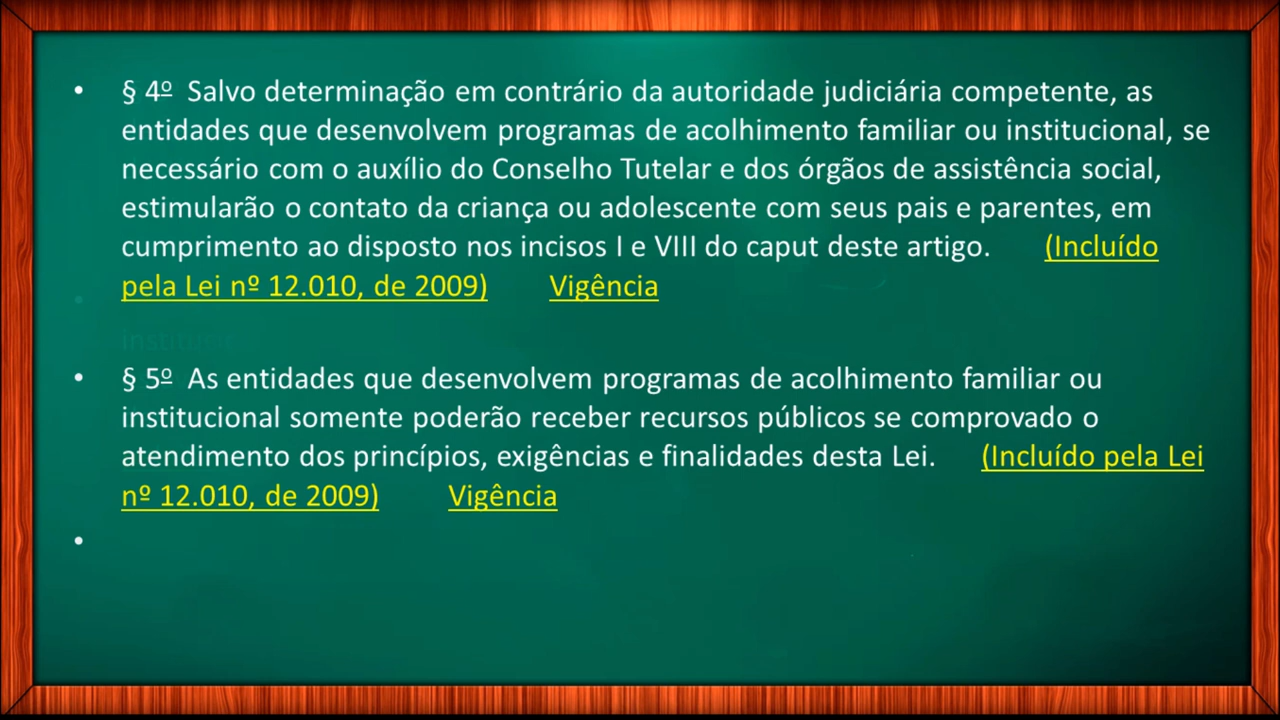 • § 4º Salvo determinação em contrário da autoridade judiciária competente, as
entidades que desenvolvem programas de acolhimento familiar ou institucional, se
necessário com o auxílio do Conselho Tutelar e dos órgãos de assistência social,
estimularão o contato da criança ou adolescente com seus pais e parentes, em
cumprimento ao disposto nos incisos I e VIII do caput deste artigo. (Incluído
pela Lei nº 12.010, de 2009) Vigência
• § 5º As entidades que desenvolvem programas de acolhimento familiar ou
institucional somente poderão receber recursos públicos se comprovado o
atendimento dos princípios, exigências e finalidades desta Lei. (Incluído pela Lei
nº 12.010, de 2009) Vigência
•